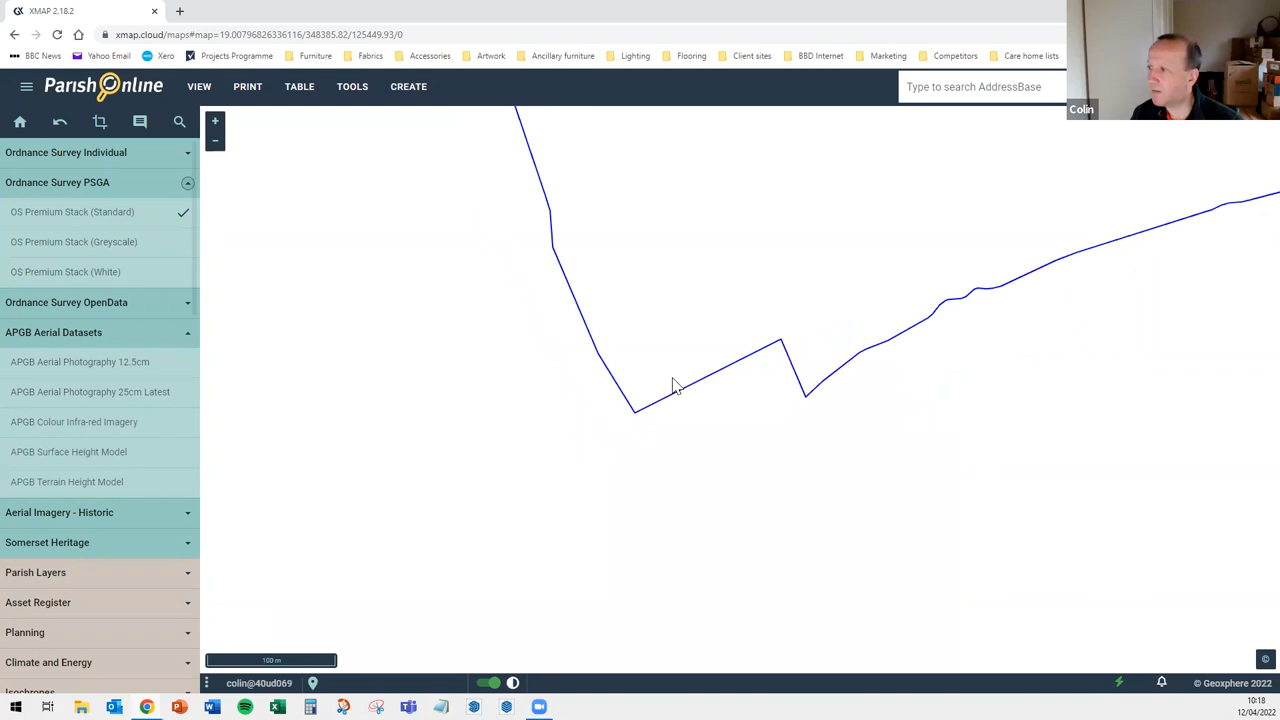 XMAP 2.18.2
xmap.cloud/maps#map=19.00796826336116/348385.82/125449.93/0
BBC News
Yahoo Email
Xero
Projects Programme
Furniture
Fabrics
Accessories
Artwork
Ancillary furniture
Lighting
Flooring
Client sites
BBD Internet
Marketing
Competitors
Care home lists
Parish Online
VIEW
PRINT
TABLE
TOOLS
CREATE
Type to search AddressBase
Colin
Ordnance Survey Individual
Ordnance Survey PSGA
OS Premium Stack (Standard)
OS Premium Stack (Greyscale)
OS Premium Stack (White)
Ordnance Survey OpenData
APGB Aerial Datasets
APGB Aerial Photography 12.5cm
APGB Aerial Photography 25cm Latest
APGB Colour Infra-red Imagery
APGB Surface Height Model
APGB Terrain Height Model
Aerial Imagery - Historic
Somerset Heritage
Parish Layers
Asset Register
Planning
Climate and Energy
Isochrones
100 m
colin@40ud069
© Geosphere 2022
10:18
12/04/2022